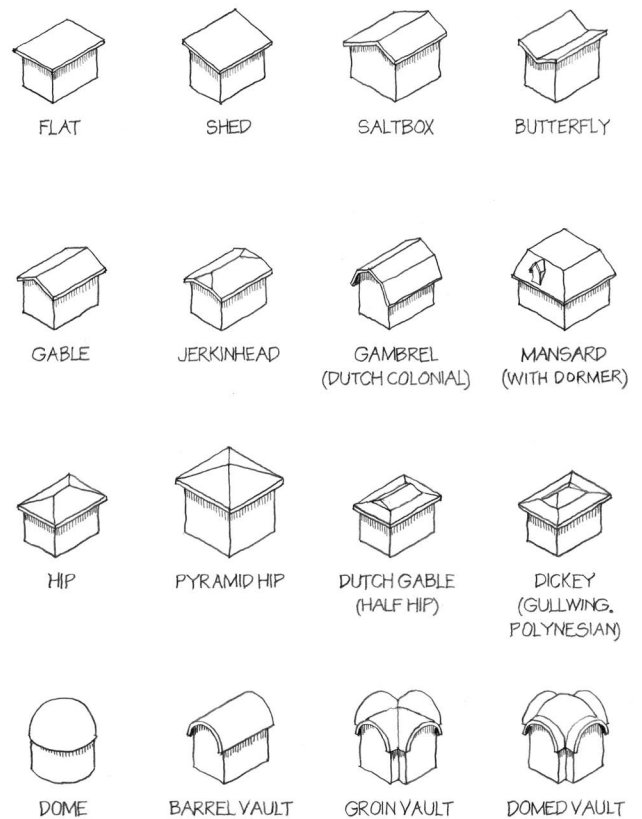 FLAT
SHED
SALTBOX
BUTTERFLY
GABLE
JERKINHEAD
GAMBREL
(DUTCH COLONIAL)
MANSARD
(WITH DORMER)
HIP
PYRAMID HIP
DUTCH GABLE
(HALF HIP)
DICKEY
(GULLWING.
POLYNESIAN)
DOME
BARREL VAULT
GROIN VAULT
DOMED VAULT